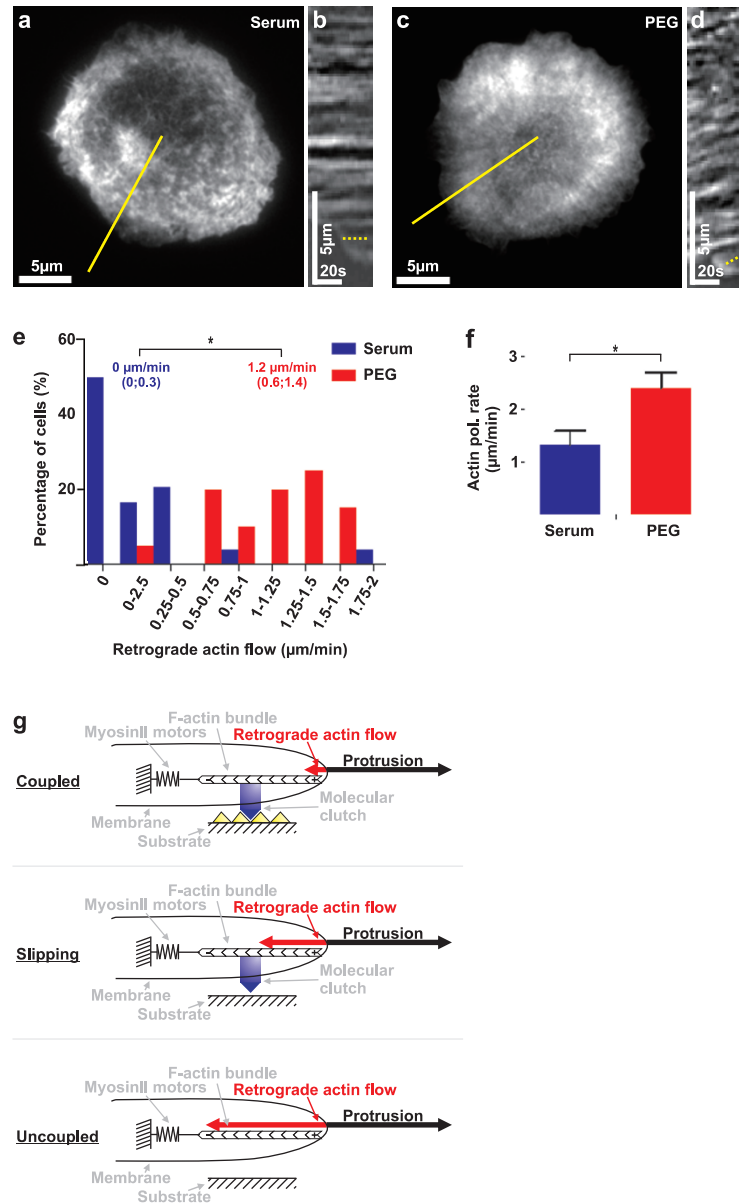 a
Serum
b
c
PEG
d
5µm
5µm
20s
5µm
5µm
20s
e
60
40
20
Percentage of cells (%)
0 µm/min
(0;0.3)
*
1.2 µm/min
(0.6;1.4)
Serum
PEG
0
0-2.5
0.25-0.5
0.5-0.75
0.75-1
1-1.25
1.25-1.5
1.5-1.75
1.75-2
Retrograde actin flow (µm/min)
f
*
3
2
1
Actin pol. rate
(µm/min)
Serum
PEG
g
Coupled
F-actin bundle
MyosinII motors
Retrograde actin flow
Protrusion
Molecular
clutch
Membrane
Substrate
Slipping
F-actin bundle
MyosinII motors
Retrograde actin flow
Protrusion
Molecular
clutch
Membrane
Substrate
Uncoupled
F-actin bundle
MyosinII motors
Retrograde actin flow
Protrusion
Membrane
Substrate